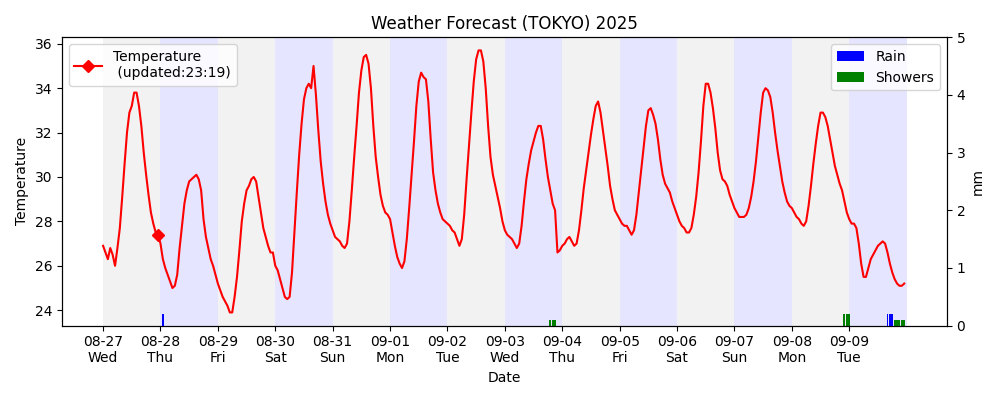 Weather Forecast (TOKYO) 2025
Temperature
(updated:23:19)
Rain
Showers
36
34
32
30
28
26
24
Temperature
5
4
3
2
1
0
mm
08-27 08-28 08-29 08-30 08-31 09-01 09-02 09-03 09-04 09-05 09-06 09-07 09-08 09-09
Wed Thu Fri Sat Sun Mon Tue Wed Thu Fri Sat Sun Mon Tue
Date